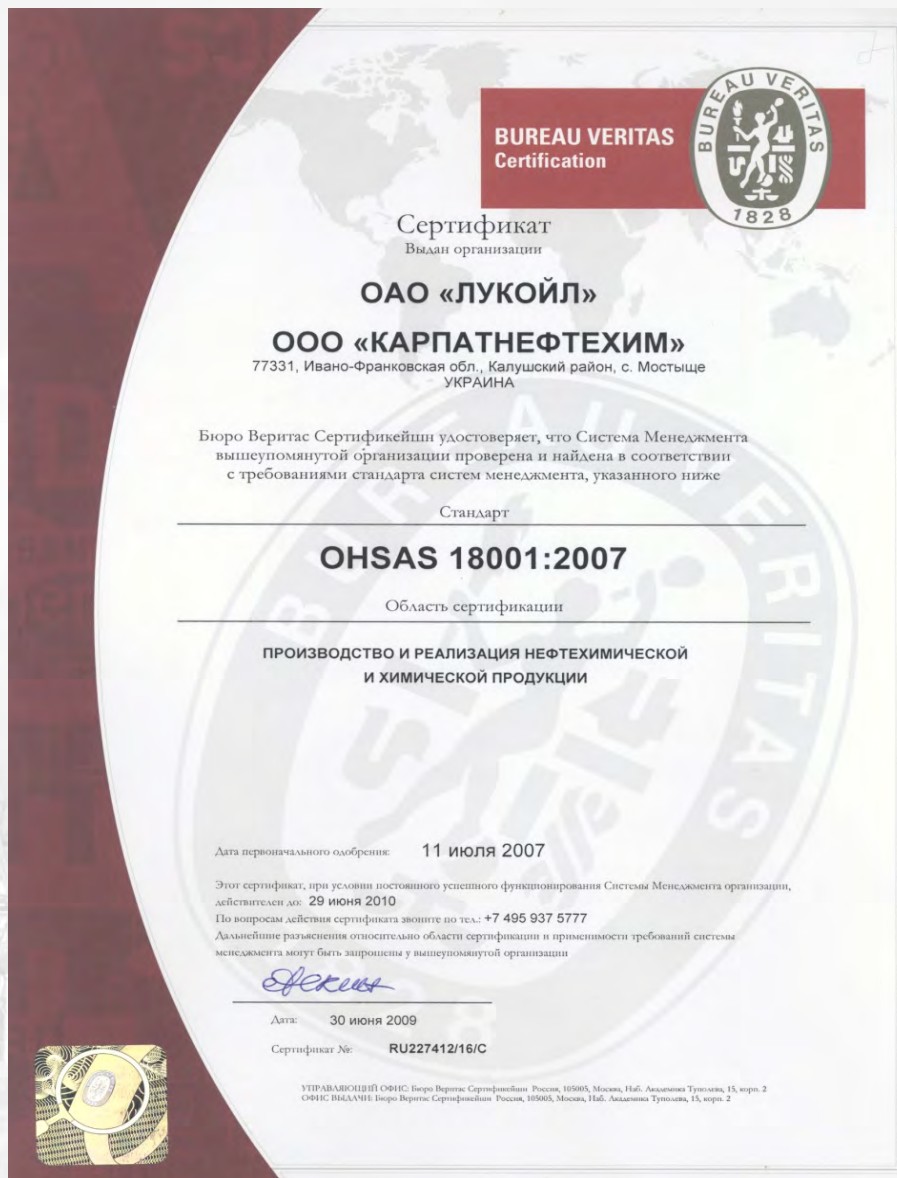 BUREAU VERITAS
Certification
BUREAU VERITAS
1828
Сертификат
Выдан организации
ОАО «ЛУКОЙЛ»
ООО «КАРПАТНЕФТЕХИМ»
77331, Ивано-Франковская обл., Калушский район, с. Мостыще
УКРАИНА
Бюро Веритас Сертификейшн удостоверяет, что Система Менеджмента
вышеупомянутой организации проверена и найдена в соответствии
с требованиями стандарта систем менеджмента, указанного ниже
Стандарт
OHSAS 18001:2007
Область сертификации
ПРОИЗВОДСТВО И РЕАЛИЗАЦИЯ НЕФТЕХИМИЧЕСКОЙ
И ХИМИЧЕСКОЙ ПРОДУКЦИИ
BUREAU VERITAS
Дата первоначального одобрения: 11 июля 2007
Этот сертификат, при условии постоянного успешного функционирования Системы Менеджмента организации,
действителен до: 29 июня 2010
По вопросам действия сертификата звоните по тел.: +7 495 937 5777
Дальнейшие разъяснения относительно области сертификации и применимости требований системы
менеджмента могут быть запрошены у вышеупомянутой организации
Дата: 30 июня 2009
Сертификат №: RU227412/16/C
УПРАВЛЯЮЩИЙ ОФИС: Бюро Веритас Сертификейшн Россия, 105005, Москва, Наб. Академика Туполева, 15, корп. 2
ОФИС ВЫДАЧИ: Бюро Веритас Сертификейшн Россия, 105005, Москва, Наб. Академика Туполева, 15, корп. 2